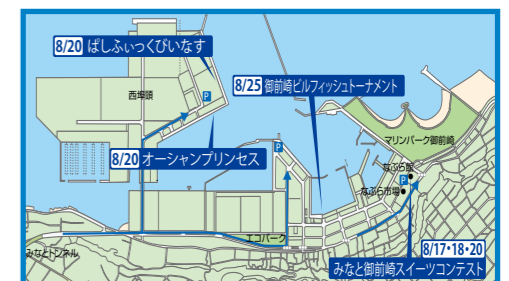 8/20 ぱしふぃっくびいなす
8/25 御前崎ビルフィッシュトーナメント
西埠頭
P
マリンパーク御前崎
P
8/20 オーシャンプリンセス
なぶら館
P
なぶら市場
エコパーク
みなとトンネル
8/17・18・20
みなと御前崎スイーツコンテスト